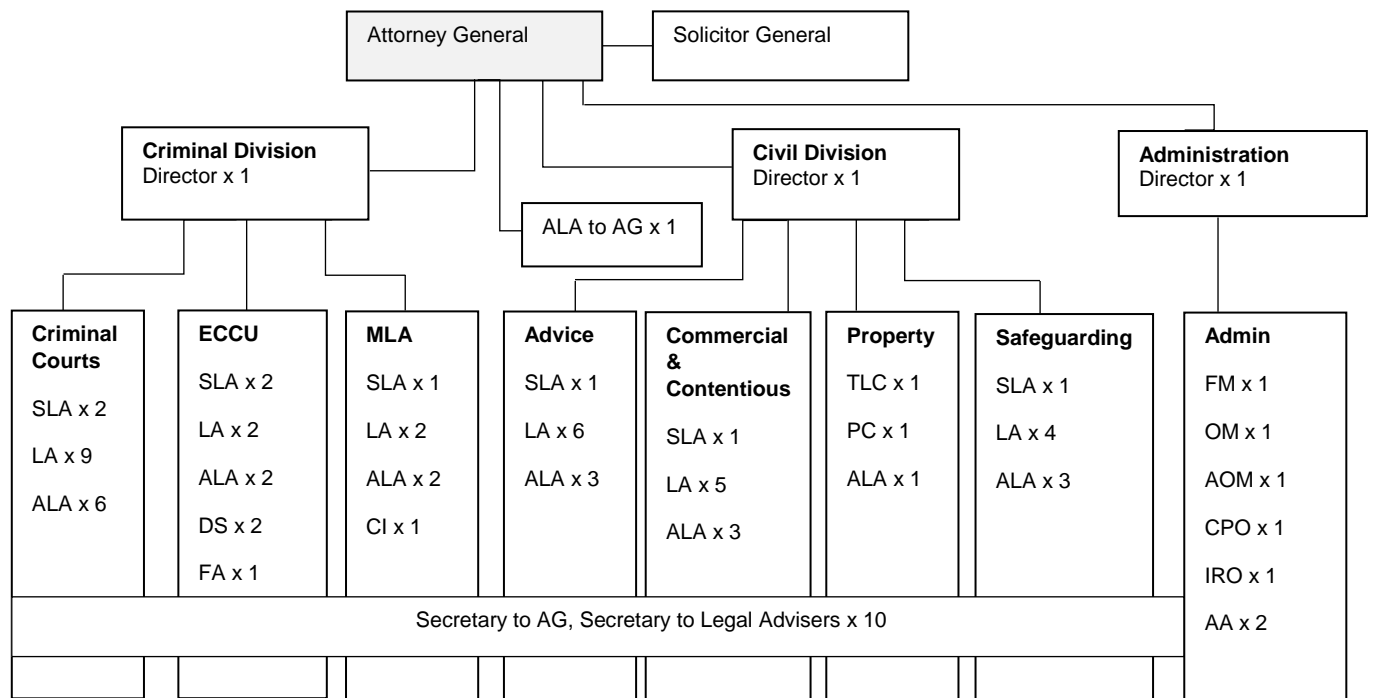 Attorney General
Solicitor General
Criminal Division
Director x 1
Civil Division
Director x 1
Administration
Director x 1
ALA to AG x 1
Criminal
Courts
SLA x 2
LA x 9
ALA x 6
ECCU
SLA x 2
LA x 2
ALA x 2
DS x 2
FA x 1
MLA
SLA x 1
LA x 2
ALA x 2
CI x 1
Advice
SLA x 1
LA x 6
ALA x 3
Commercial
&
Contentious
SLA x 1
LA x 5
ALA x 3
Property
TLC x 1
PC x 1
ALA x 1
Safeguarding
SLA x 1
LA x 4
ALA x 3
Admin
FM x 1
OM x 1
AOM x 1
CPO x 1
IRO x 1
AA x 2
Secretary to AG, Secretary to Legal Advisers x 10